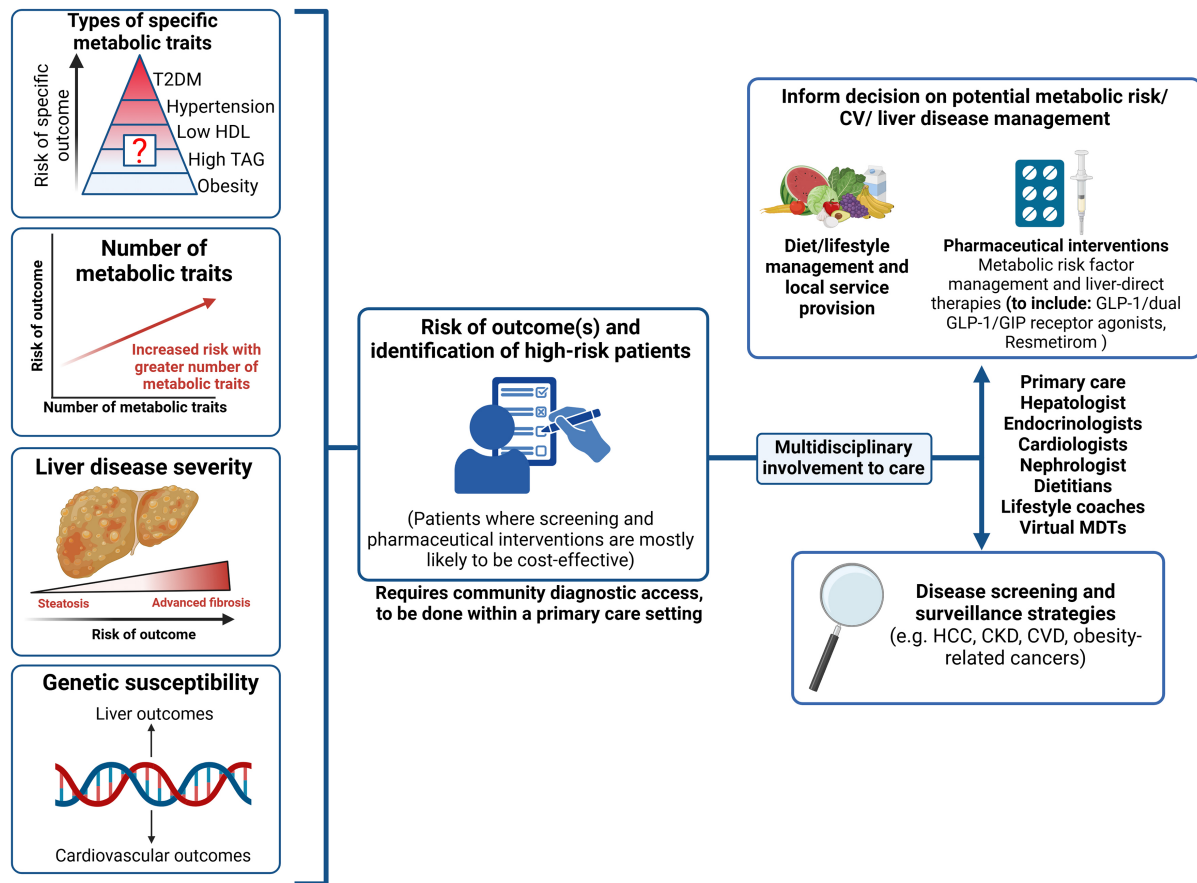 Types of specific
metabolic traits
Risk of specific
outcome
T2DM
Hypertension
Low HDL
?
High TAG
Obesity
Number of
metabolic traits
Risk of outcome
Increased risk with
greater number of
metabolic traits
Number of metabolic traits
Liver disease severity
Steatosis
Advanced fibrosis
Risk of outcome
Genetic susceptibility
Liver outcomes
Cardiovascular outcomes
Risk of outcome(s) and
identification of high-risk patients
(Patients where screening and
pharmaceutical interventions are mostly
likely to be cost-effective)
Requires community diagnostic access,
to be done within a primary care setting
Multidisciplinary
involvement to care
Inform decision on potential metabolic risk/
CV/ liver disease management
Diet/lifestyle
management and
local service
provision
Pharmaceutical interventions
Metabolic risk factor
management and liver-direct
therapies (to include: GLP-1/dual
GLP-1/GIP receptor agonists,
Resmetirom )
Primary care
Hepatologist
Endocrinologists
Cardiologists
Nephrologist
Dietitians
Lifestyle coaches
Virtual MDTs
Disease screening and
surveillance strategies
(e.g. HCC, CKD, CVD, obesity-
related cancers)